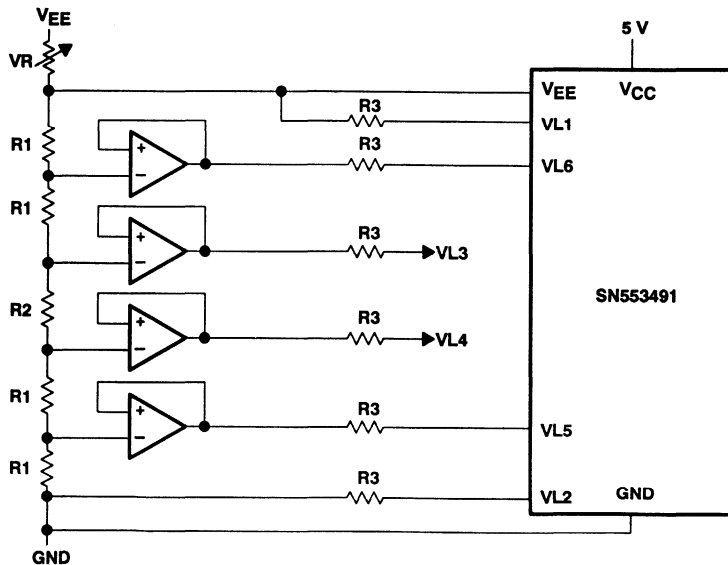 VEE
5 V
VR
VEE
VCC
R3
VL1
R1
+
−
R3
VL6
R1
+
−
R3
VL3
SN553491
R2
+
−
R3
VL4
R1
+
−
R3
VL5
R1
R3
VL2
GND
GND